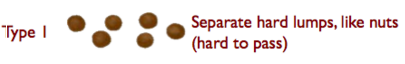 Type 1
Separate hard lumps, like nuts
(hard to pass)